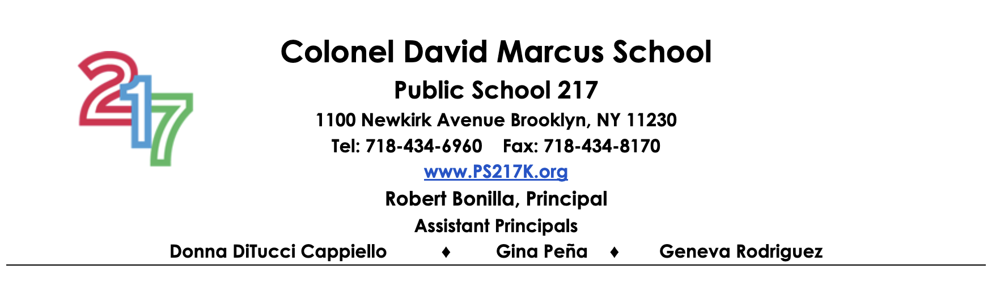 217
Colonel David Marcus School
Public School 217
1100 Newkirk Avenue Brooklyn, NY 11230
Tel: 718-434-6960 Fax: 718-434-8170
www.PS217K.org
Robert Bonilla, Principal
Assistant Principals
Donna DiTucci Cappiello ♦ Gina Peña ♦ Geneva Rodriguez